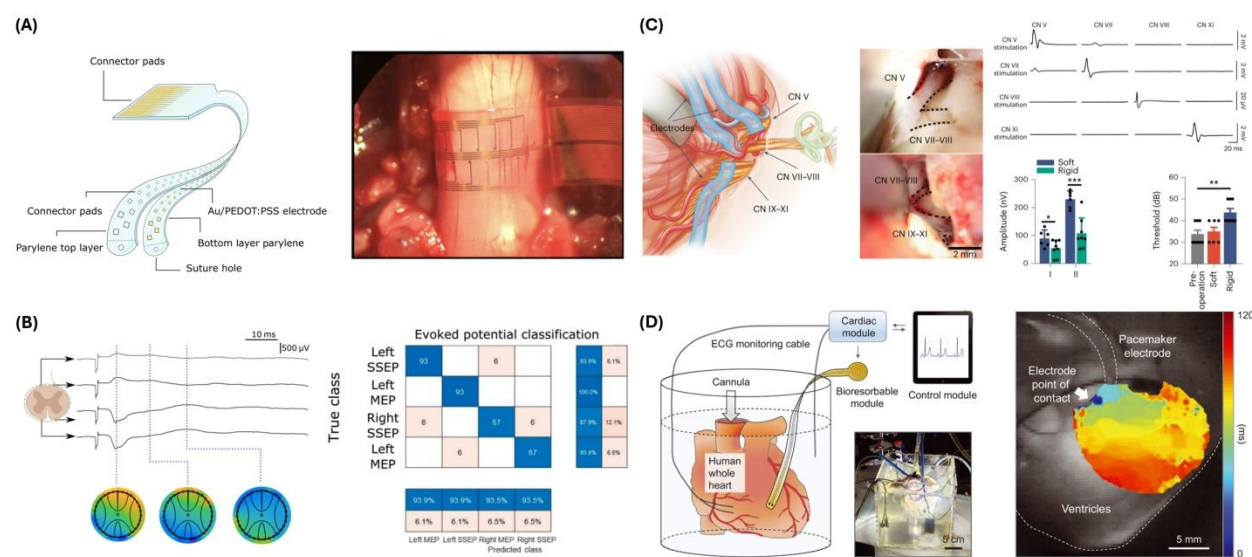 (A)
Connector pads
Connector pads
Parylene top layer
Au/PEDOT:PSS electrode
Bottom layer parylene
Suture hole
(B)
10 ms
500 µV
Evoked potential classification
True class
Left
SSEP
Left
MEP
Right
SSEP
Left
MEP
93
6
93
6
87
6
6
87
93.9%
6.1%
100.0%
87.9%
12.1%
93.9%
93.9%
93.5%
93.5%
6.1%
6.1%
6.5%
6.5%
Left MEP
Left SSEP
Right MEP
Right SSEP
Predicted class
(C)
Electrodes
CN V
CN VII–VIII
CN IX–XI
CN V
CN VII–VIII
CN VII–VIII
CN IX–XI
2 mm
CN V
CN VII
CN VIII
CN XI
CN V
stimulation
2 mV
CN VII
stimulation
2 mV
CN VIII
stimulation
20 µV
CN XI
stimulation
2 mV
20 ms
Soft
Rigid
Amplitude (nV)
300
200
100
0
*
***
I
II
Threshold (dB)
60
50
40
30
20
**
Pre-
operation
Soft
Rigid
(D)
ECG monitoring cable
Cardiac
module
Cannula
Bioresorbable
module
Control module
Human
whole
heart
5 cm
Pacemaker
electrode
Electrode
point of
contact
Ventricles
5 mm
120
(ms)
0